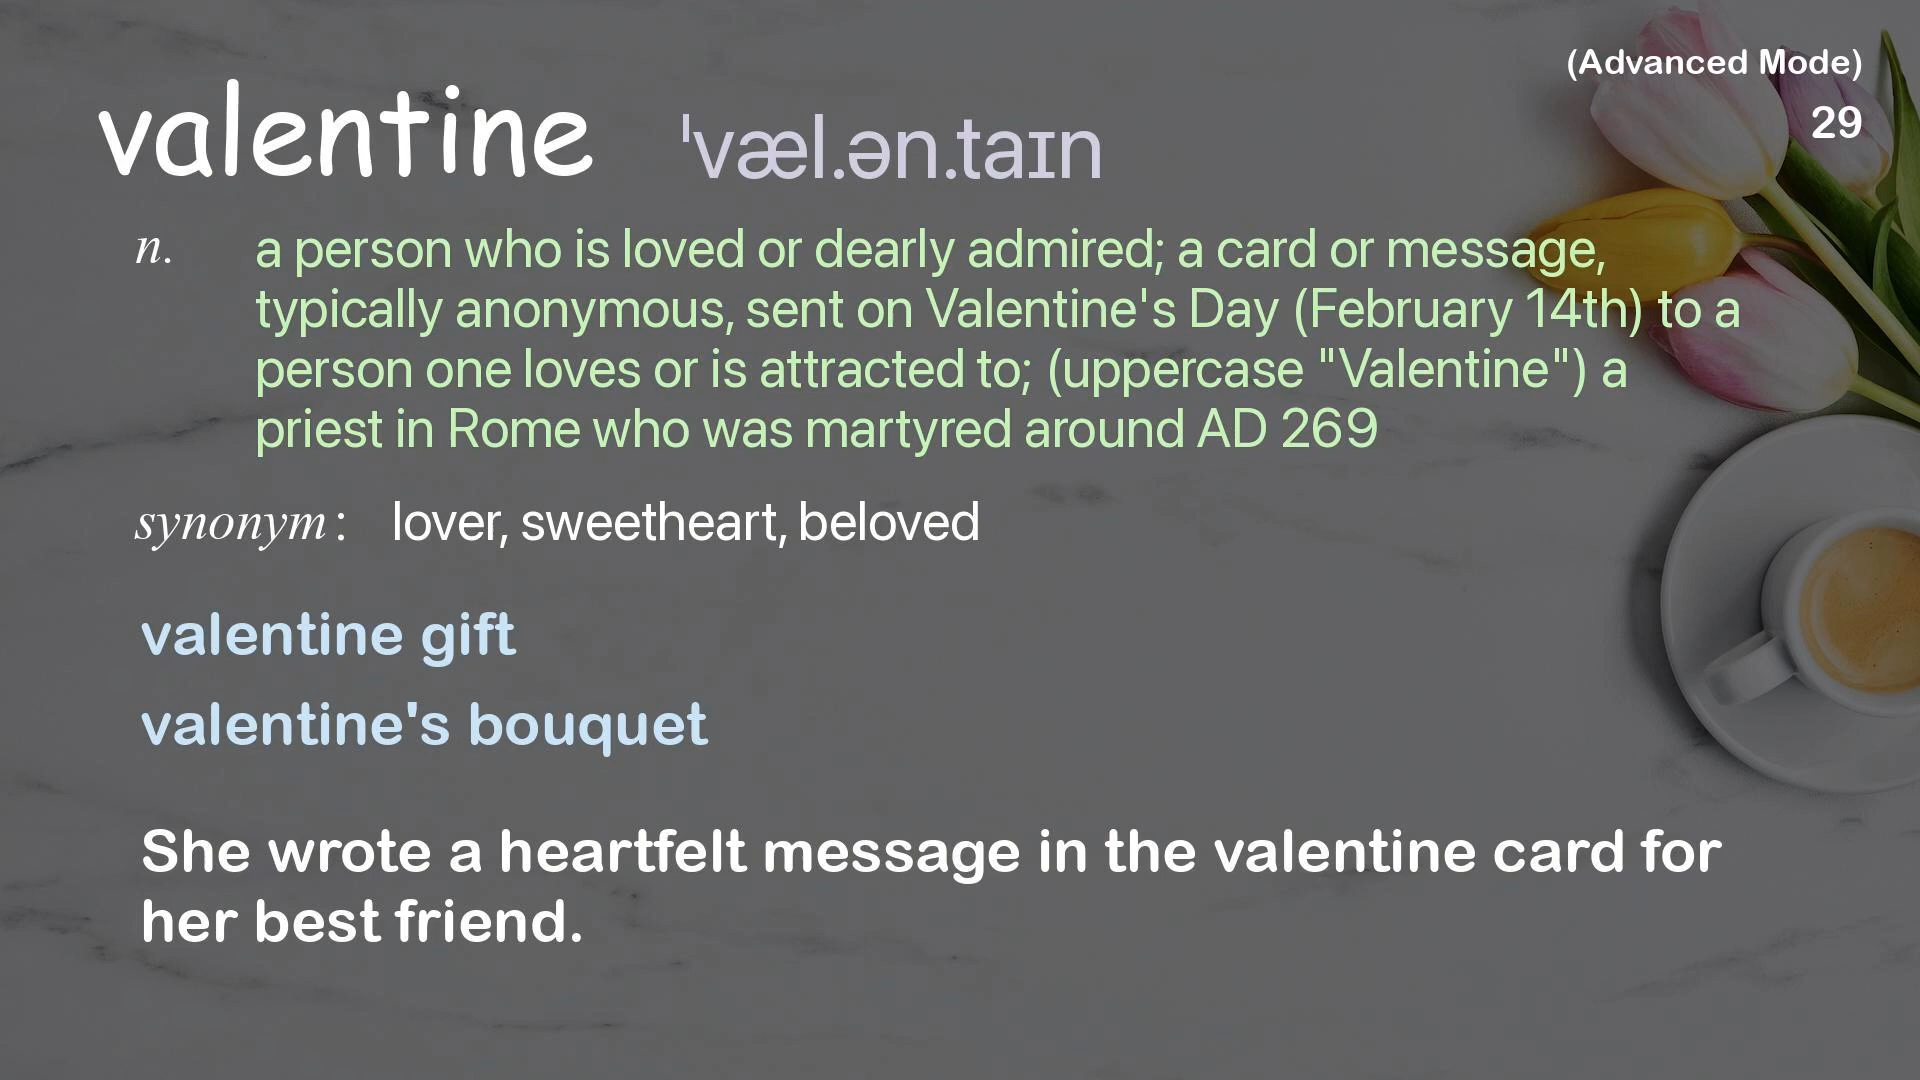 (Advanced Mode)
29
valentine ˈvæl.ən.taɪn
n. a person who is loved or dearly admired; a card or message,
typically anonymous, sent on Valentine's Day (February 14th) to a
person one loves or is attracted to; (uppercase "Valentine") a
priest in Rome who was martyred around AD 269
synonym: lover, sweetheart, beloved
valentine gift
valentine's bouquet
She wrote a heartfelt message in the valentine card for
her best friend.